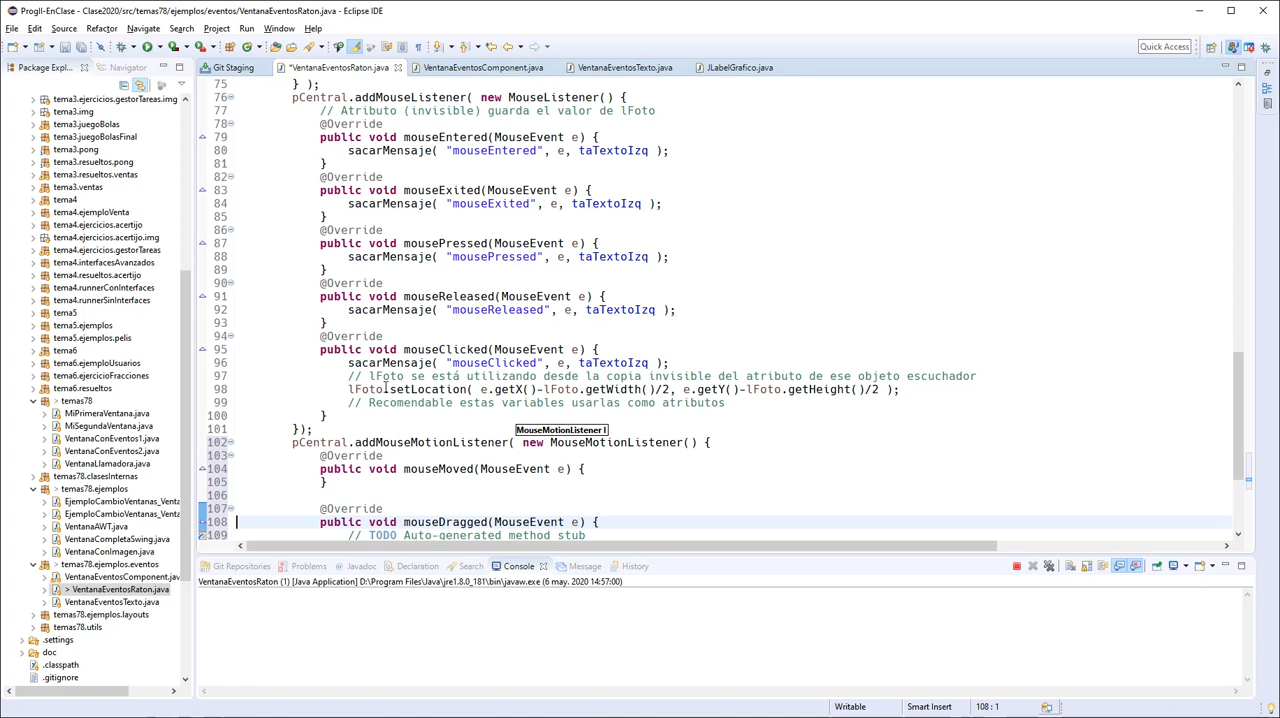 ProgII-EnClase - Clase2020/src/temas78/ejemplos/eventos/VentanaEventosRaton.java - Eclipse IDE
File Edit Source Refactor Navigate Search Project Run Window Help
Quick Access
Package Expl... Navigator
Git Staging *VentanaEventosRaton.java VentanaEventosComponent.java VentanaEventosTexto.java JLabelGrafico.java
tema3.ejercicios.gestorTareas.img
tema3.img
tema3.juegoBolas
tema3.juegoBolasFinal
tema3.pong
tema3.resueltos.pong
tema3.resueltos.ventas
tema3.ventas
tema4
tema4.ejemploVenta
tema4.ejercicios.acertijo
tema4.ejercicios.acertijo.img
tema4.ejercicios.gestorTareas
tema4.interfacesAvanzados
tema4.resueltos.acertijo
tema4.runnerConInterfaces
tema4.runnerSinInterfaces
tema5
tema5.ejemplos
tema5.ejemplos.pelis
tema6
tema6.ejemploUsuarios
tema6.ejercicioFracciones
tema6.resueltos
> temas78
MiPrimeraVentana.java
MiSegundaVentana.java
VentanaConEventos1.java
VentanaConEventos2.java
VentanaLlamadora.java
temas78.clasesInternas
> temas78.ejemplos
EjemploCambioVentanas_Venta
EjemploCambioVentanas_Venta
VentanaAWT.java
VentanaCompletaSwing.java
VentanaConImagen.java
> temas78.ejemplos.eventos
VentanaEventosComponent.jav
> VentanaEventosRaton.java
VentanaEventosTexto.java
temas78.ejemplos.layouts
temas78.utils
.settings
doc
.classpath
.gitignore
75 } );
76 pCentral.addMouseListener( new MouseListener() {
77 // Atributo (invisible) guarda el valor de lFoto
78 @Override
79 public void mouseEntered(MouseEvent e) {
80 sacarMensaje( "mouseEntered", e, taTextoIzq );
81 }
82 @Override
83 public void mouseExited(MouseEvent e) {
84 sacarMensaje( "mouseExited", e, taTextoIzq );
85 }
86 @Override
87 public void mousePressed(MouseEvent e) {
88 sacarMensaje( "mousePressed", e, taTextoIzq );
89 }
90 @Override
91 public void mouseReleased(MouseEvent e) {
92 sacarMensaje( "mouseReleased", e, taTextoIzq );
93 }
94 @Override
95 public void mouseClicked(MouseEvent e) {
96 sacarMensaje( "mouseClicked", e, taTextoIzq );
97 // lFoto se está utilizando desde la copia invisible del atributo de ese objeto escuchador
98 lFoto.setLocation( e.getX()-lFoto.getWidth()/2, e.getY()-lFoto.getHeight()/2 );
99 // Recomendable estas variables usarlas como atributos
100 }
101 });
MouseMotionListener l
102 pCentral.addMouseMotionListener( new MouseMotionListener() {
103 @Override
104 public void mouseMoved(MouseEvent e) {
105 }
106
107 @Override
108 public void mouseDragged(MouseEvent e) {
109 // TODO Auto-generated method stub
Git Repositories Problems Javadoc Declaration Search Console Message History
VentanaEventosRaton (1) [Java Application] D:\Program Files\Java\jre1.8.0_181\bin\javaw.exe (6 may. 2020 14:57:00)
Writable Smart Insert 108 : 1